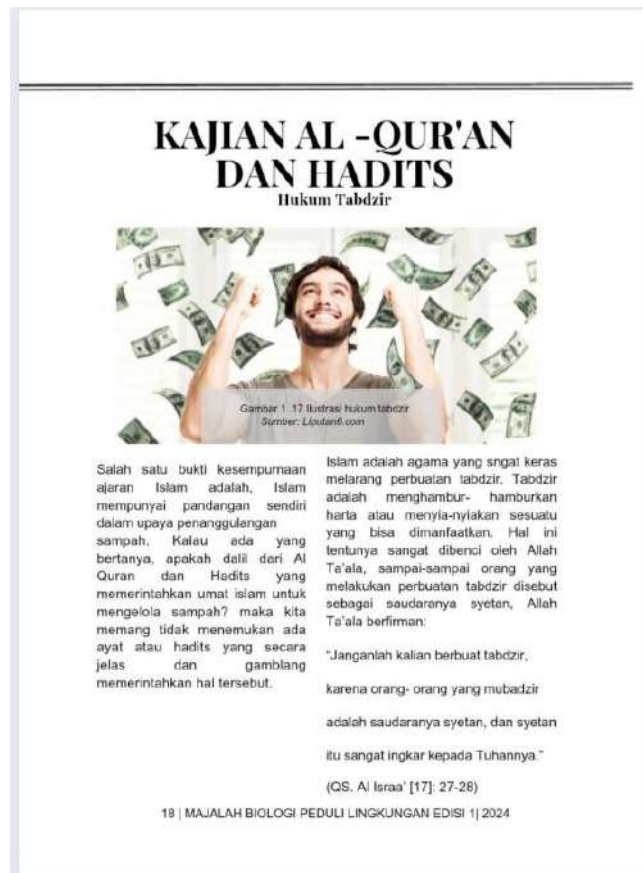 KAJIAN AL -QUR'AN
DAN HADITS
Hukum Tabdzir
Gambar 1 .17 Ilustrasi hukum tabdzir
Sumber: Liputan6.com
Salah satu bukti kesempurnaan
ajaran Islam adalah, Islam
mempunyai pandangan sendiri
dalam upaya penanggulangan
sampah. Kalau ada yang
bertanya, apakah dalil dari Al
Quran dan Hadits yang
memerintahkan umat islam untuk
mengelola sampah? maka kita
memang tidak menemukan ada
ayat atau hadits yang secara
jelas dan gamblang
memerintahkan hal tersebut.
Islam adalah agama yang sngat keras
melarang perbuatan tabdzir. Tabdzir
adalah menghambur- hamburkan
harta atau menyia-nyiakan sesuatu
yang bisa dimanfaatkan. Hal ini
tentunya sangat dibenci oleh Allah
Ta'ala, sampai-sampai orang yang
melakukan perbuatan tabdzir disebut
sebagai saudaranya syetan, Allah
Ta'ala berfirman:
"Janganlah kalian berbuat tabdzir,
karena orang- orang yang mubadzir
adalah saudaranya syetan, dan syetan
itu sangat ingkar kepada Tuhannya."
(QS. Al Israa' [17]: 27-28)
18 | MAJALAH BIOLOGI PEDULI LINGKUNGAN EDISI 1| 2024